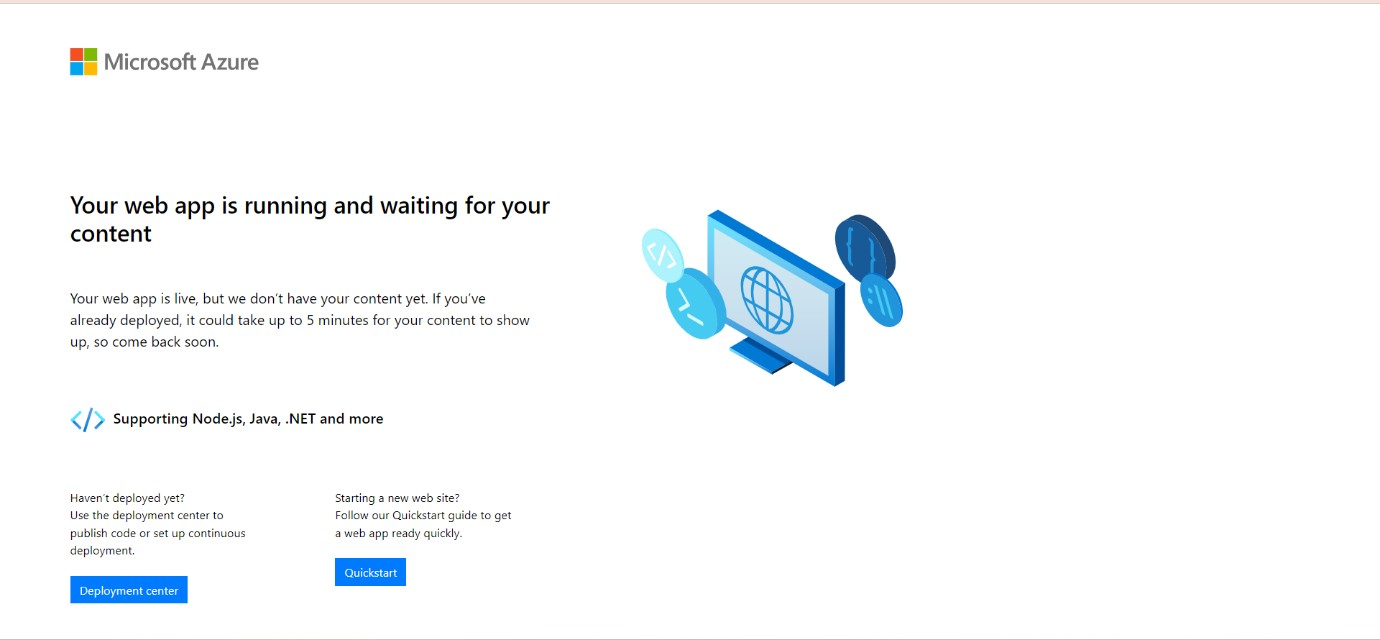 Microsoft Azure
Your web app is running and waiting for your
content
Your web app is live, but we don’t have your content yet. If you’ve
already deployed, it could take up to 5 minutes for your content to show
up, so come back soon.
</> Supporting Node.js, Java, .NET and more
Haven’t deployed yet?
Use the deployment center to
publish code or set up continuous
deployment.
Deployment center
Starting a new web site?
Follow our Quickstart guide to get
a web app ready quickly.
Quickstart